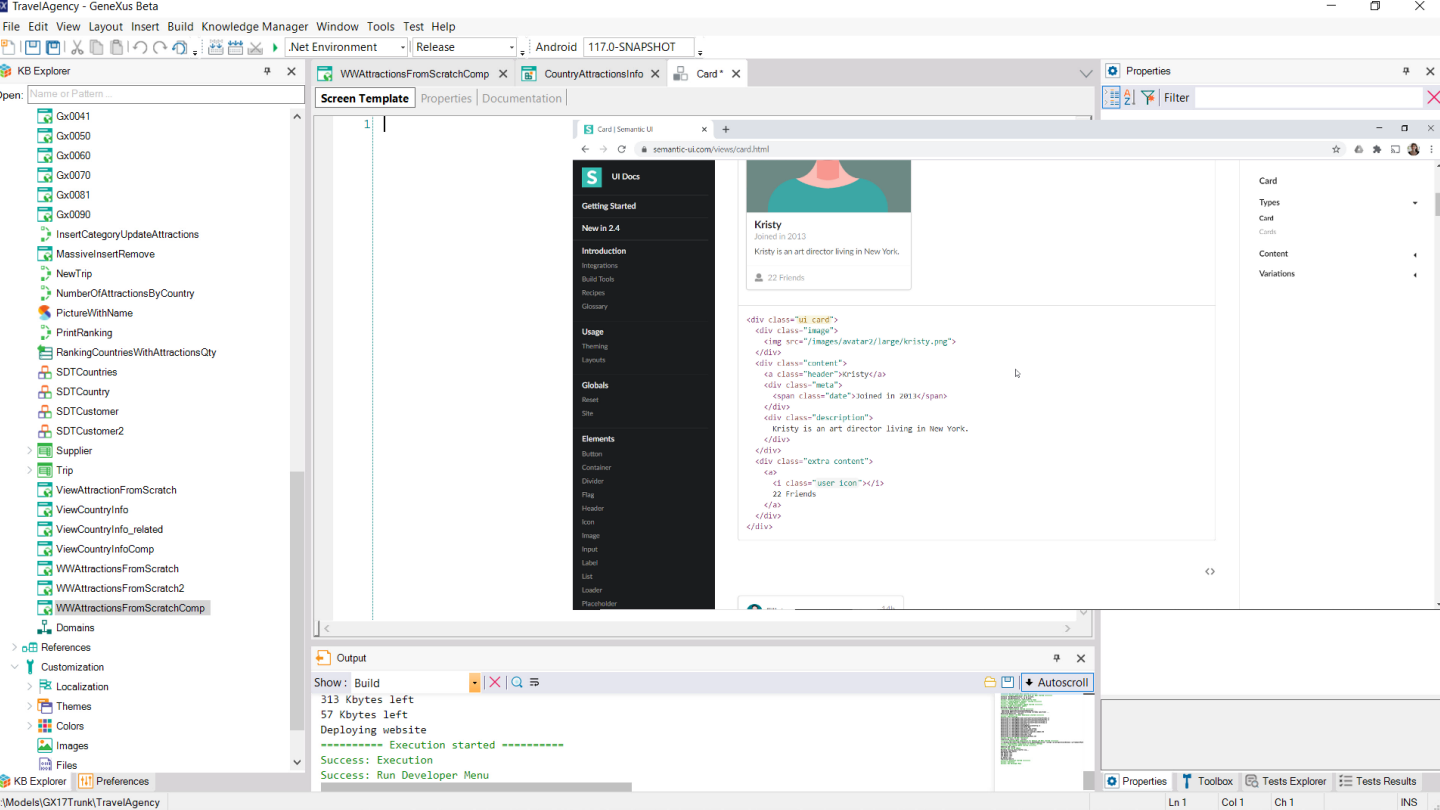 TravelAgency - GeneXus Beta
File Edit View Layout Insert Build Knowledge Manager Window Tools Test Help
.Net Environment Release Android 117.0-SNAPSHOT
KB Explorer
Open: Name or Pattern ...
Gx0041
Gx0050
Gx0060
Gx0070
Gx0081
Gx0090
InsertCategoryUpdateAttractions
MassiveInsertRemove
NewTrip
NumberOfAttractionsByCountry
PictureWithName
PrintRanking
RankingCountriesWithAttractionsQty
SDTCountries
SDTCountry
SDTCustomer
SDTCustomer2
Supplier
Trip
ViewAttractionFromScratch
ViewCountryInfo
ViewCountryInfo_related
ViewCountryInfoComp
WWAttractionsFromScratch
WWAttractionsFromScratch2
WWAttractionsFromScratchComp
Domains
References
Customization
Localization
Themes
Colors
Images
Files
KB Explorer Preferences
:\Models\GX17Trunk\TravelAgency
WWAttractionsFromScratchComp CountryAttractionsInfo Card *
Screen Template Properties Documentation
1
Card | Semantic UI
semantic-ui.com/views/card.html
UI Docs
Getting Started
New in 2.4
Introduction
Integrations
Build Tools
Recipes
Glossary
Usage
Theming
Layouts
Globals
Reset
Site
Elements
Button
Container
Divider
Flag
Header
Icon
Image
Input
Label
List
Loader
Placeholder
Kristy
Joined in 2013
Kristy is an art director living in New York.
22 Friends
<div class="ui card">
<div class="image">
<img src="/images/avatar2/large/kristy.png">
</div>
<div class="content">
<a class="header">Kristy</a>
<div class="meta">
<span class="date">Joined in 2013</span>
</div>
<div class="description">
Kristy is an art director living in New York.
</div>
</div>
<div class="extra content">
<a>
<i class="user icon"></i>
22 Friends
</a>
</div>
</div>
Card
Types
Card
Cards
Content
Variations
Output
Show : Build Autoscroll
313 Kbytes left
57 Kbytes left
Deploying website
========== Execution started ==========
Success: Execution
Success: Run Developer Menu
Properties
Filter
Properties Toolbox Tests Explorer Tests Results
Ln 1 Col 1 Ch 1 INS